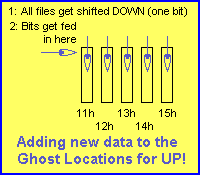 1: All files get shifted DOWN (one bit)
2: Bits get fed
in here
11h
13h
15h
12h
14h
Adding new data to the
Ghost Locations for UP!